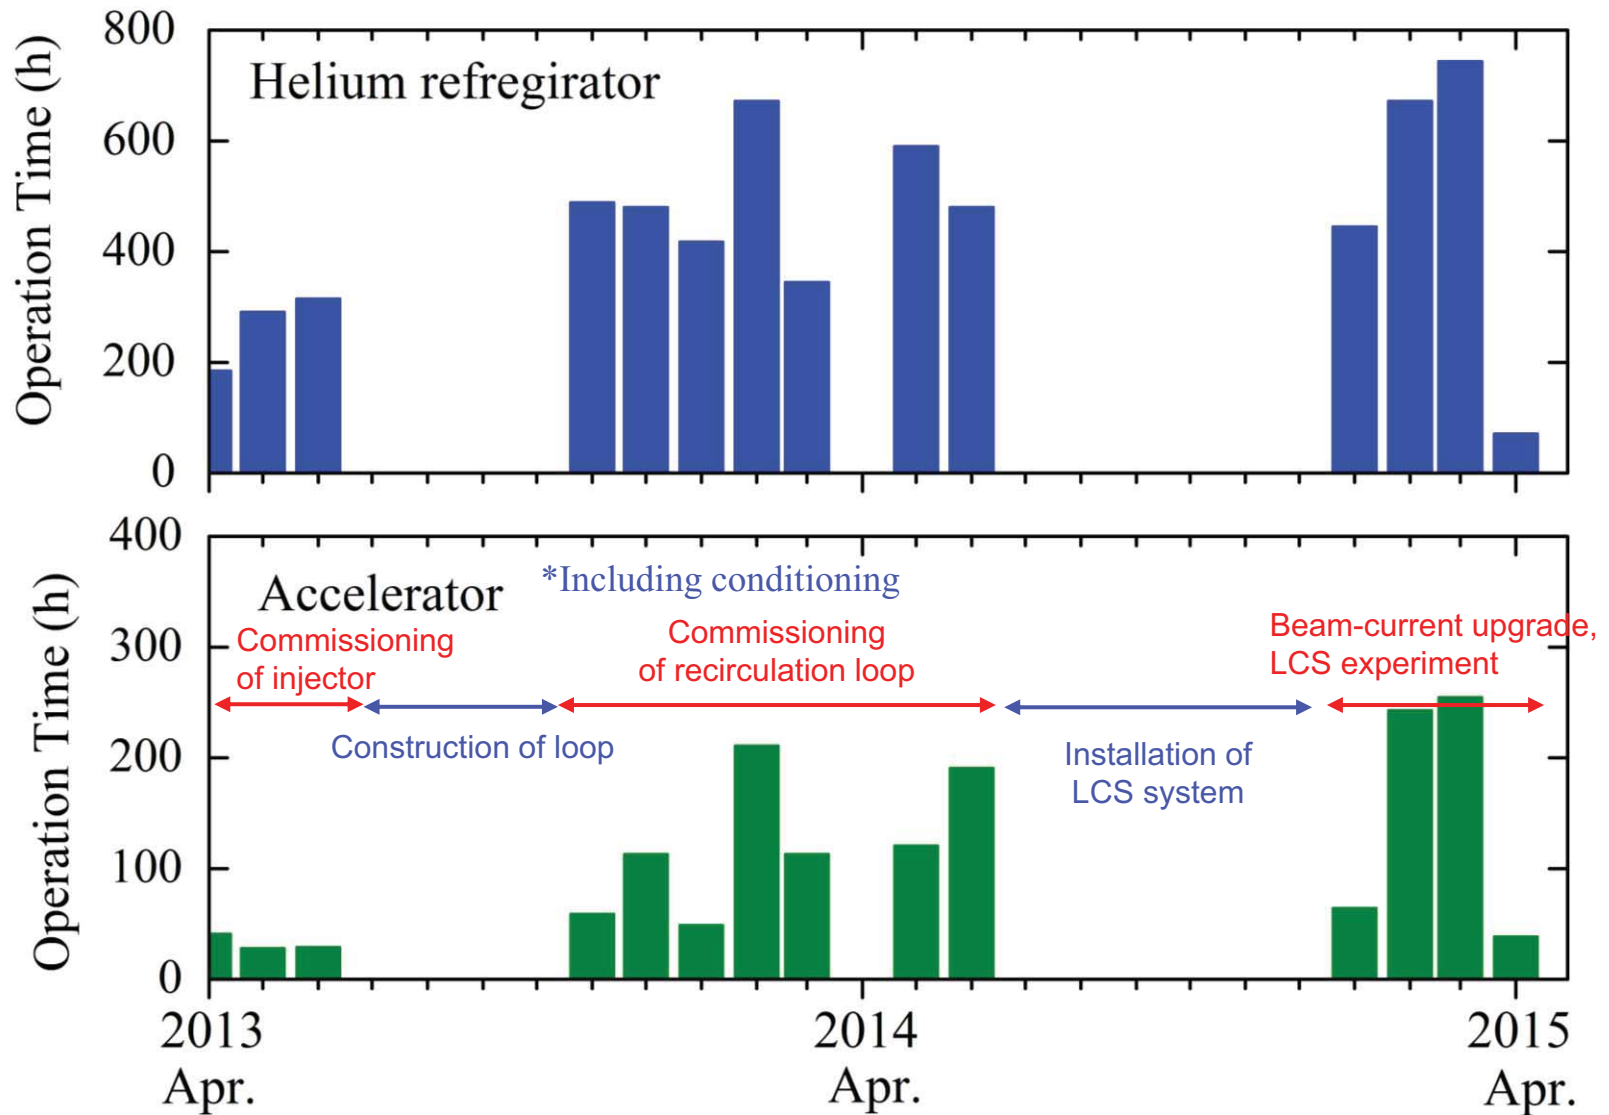 Operation Time (h)
800
600
400
200
0
Helium refregirator
Operation Time (h)
400
300
200
100
0
Accelerator
*Including conditioning
Commissioning
of injector
Commissioning
of recirculation loop
Beam-current upgrade,
LCS experiment
Construction of loop
Installation of
LCS system
2013
Apr.
2014
Apr.
2015
Apr.